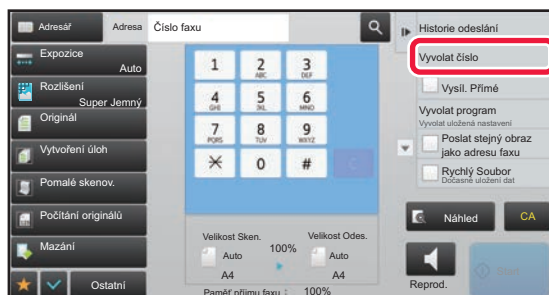 Adresář
Adresa
Číslo faxu
Expozice
Auto
Rozlišení
Super Jemný
Originál
Vytvoření úloh
Pomalé skenov.
Počítání originálů
Mazání
Ostatní
1
2
ABC
3
DEF
4
GHI
5
JKL
6
MNO
7
PQRS
8
TUV
9
WXYZ
0
#
C
Velikost Sken.
Velikost Odes.
100%
Auto
Auto
A4
A4
Paměť příjmu faxu : 100%
Historie odeslání
Vyvolat číslo
Vysíl. Přímé
Vyvolat program
Vyvolat uložená nastavení
Poslat stejný obraz
jako adresu faxu
Rychlý Soubor
Dočasné uložení dat
Náhled
CA
Reprod.
Start